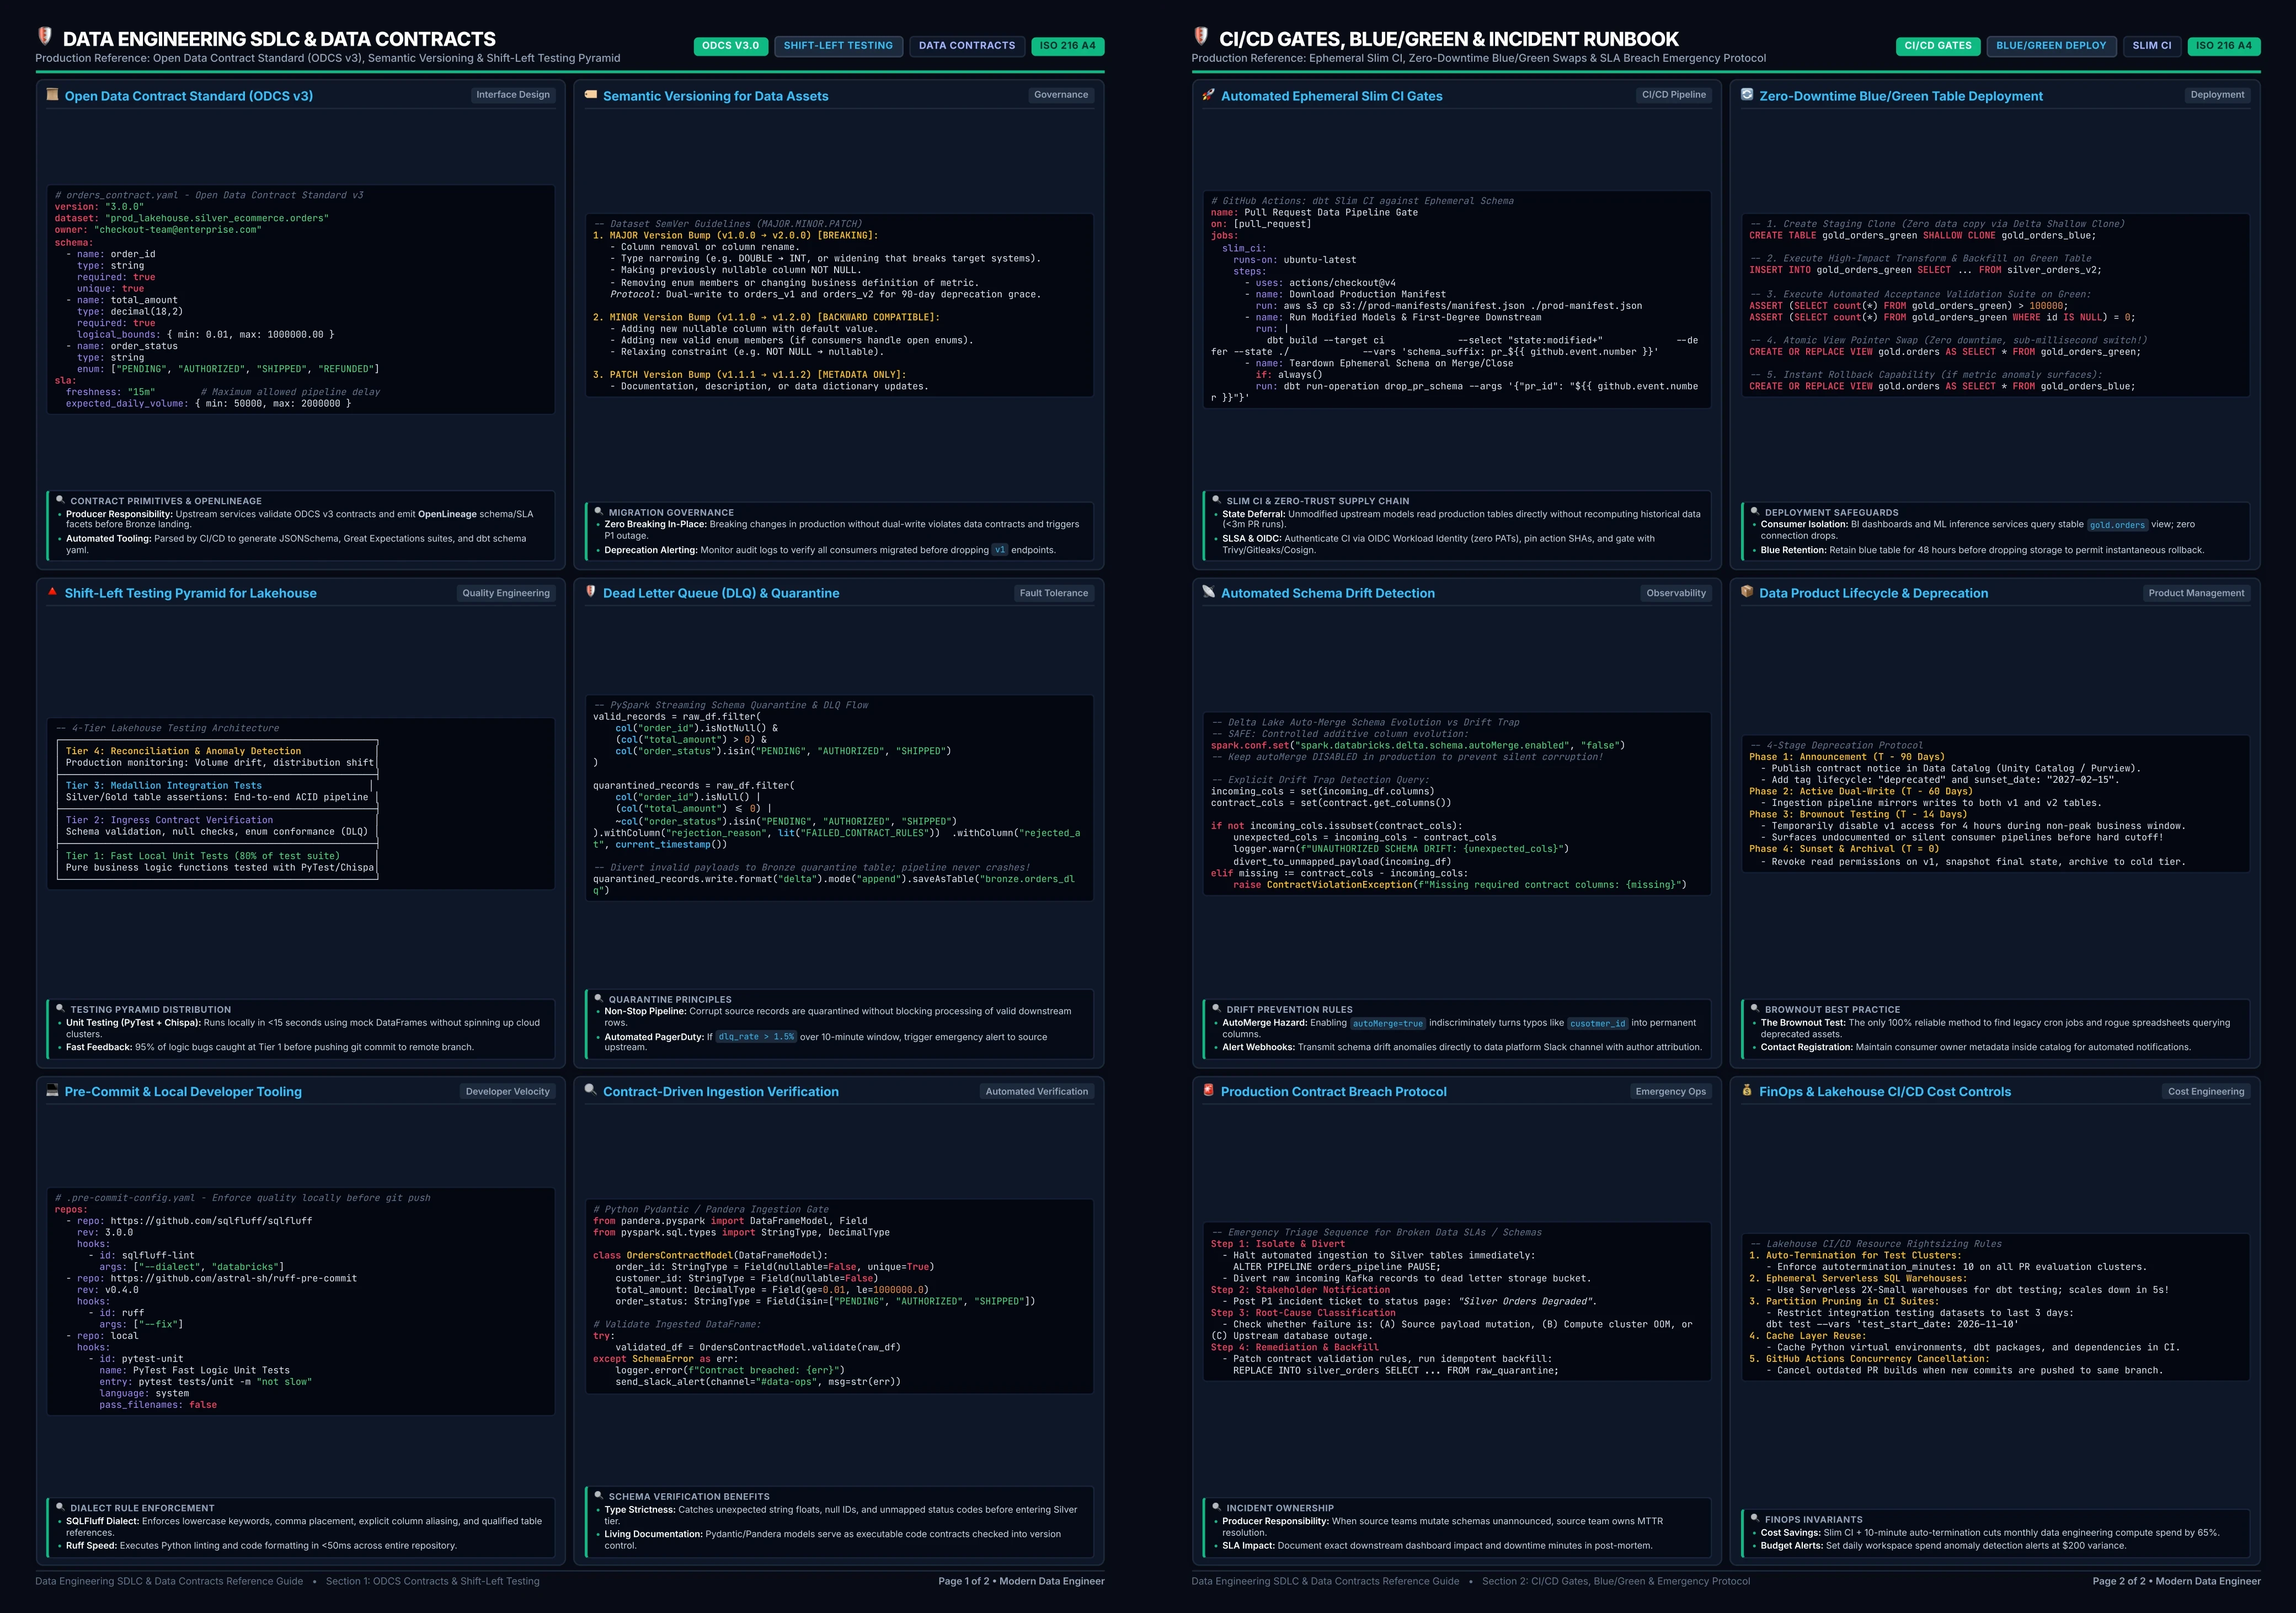 DATA ENGINEERING SDLC & DATA CONTRACTS
Production Reference: Open Data Contract Standard (ODCS v3), Semantic Versioning & Shift-Left Testing Pyramid
ODCS V3.0
SHIFT-LEFT TESTING
DATA CONTRACTS
ISO 216 A4
Open Data Contract Standard (ODCS v3)
Interface Design
# orders_contract.yaml - Open Data Contract Standard v3
version: "3.0.0"
dataset: "prod_lakehouse.silver_ecommerce.orders"
owner: "checkout-team@enterprise.com"
schema:
  - name: order_id
    type: string
    required: true
    unique: true
  - name: total_amount
    type: decimal(18,2)
    required: true
    logical_bounds: { min: 0.01, max: 1000000.00 }
  - name: order_status
    type: string
    enum: ["PENDING", "AUTHORIZED", "SHIPPED", "REFUNDED"]
sla:
  freshness: "15m"        # Maximum allowed pipeline delay
  expected_daily_volume: { min: 50000, max: 2000000 }
CONTRACT PRIMITIVES & OPENLINEAGE
• Producer Responsibility: Upstream services validate ODCS v3 contracts and emit OpenLineage schema/SLA
facets before Bronze landing.
• Automated Tooling: Parsed by CI/CD to generate JSONSchema, Great Expectations suites, and dbt schema
yaml.
Semantic Versioning for Data Assets
Governance
-- Dataset SemVer Guidelines (MAJOR.MINOR.PATCH)
1. MAJOR Version Bump (v1.0.0 → v2.0.0) [BREAKING]:
   - Column removal or column rename.
   - Type narrowing (e.g. DOUBLE → INT, or widening that breaks target systems).
   - Making previously nullable column NOT NULL.
   - Removing enum members or changing business definition of metric.
   Protocol: Dual-write to orders_v1 and orders_v2 for 90-day deprecation grace.
2. MINOR Version Bump (v1.1.0 → v1.2.0) [BACKWARD COMPATIBLE]:
   - Adding new nullable column with default value.
   - Adding new valid enum members (if consumers handle open enums).
   - Relaxing constraint (e.g. NOT NULL → nullable).
3. PATCH Version Bump (v1.1.1 → v1.1.2) [METADATA ONLY]:
   - Documentation, description, or data dictionary updates.
MIGRATION GOVERNANCE
• Zero Breaking In-Place: Breaking changes in production without dual-write violates data contracts and triggers
P1 outage.
• Deprecation Alerting: Monitor audit logs to verify all consumers migrated before dropping v1 endpoints.
Shift-Left Testing Pyramid for Lakehouse
Quality Engineering
-- 4-Tier Lakehouse Testing Architecture
Tier 4: Reconciliation & Anomaly Detection
Production monitoring: Volume drift, distribution shift
Tier 3: Medallion Integration Tests
Silver/Gold table assertions: End-to-end ACID pipeline
Tier 2: Ingress Contract Verification
Schema validation, null checks, enum conformance (DLQ)
Tier 1: Fast Local Unit Tests (80% of test suite)
Pure business logic functions tested with PyTest/Chispa
TESTING PYRAMID DISTRIBUTION
• Unit Testing (PyTest + Chispa): Runs locally in <15 seconds using mock DataFrames without spinning up cloud
clusters.
• Fast Feedback: 95% of logic bugs caught at Tier 1 before pushing git commit to remote branch.
Dead Letter Queue (DLQ) & Quarantine
Fault Tolerance
-- PySpark Streaming Schema Quarantine & DLQ Flow
valid_records = raw_df.filter(
    col("order_id").isNotNull() &
    (col("total_amount") > 0) &
    col("order_status").isin("PENDING", "AUTHORIZED", "SHIPPED")
)
quarantined_records = raw_df.filter(
    col("order_id").isNull() |
    (col("total_amount") <= 0) |
    ~col("order_status").isin("PENDING", "AUTHORIZED", "SHIPPED")
).withColumn("rejection_reason", lit("FAILED_CONTRACT_RULES"))  .withColumn("rejected_a
t", current_timestamp())
-- Divert invalid payloads to Bronze quarantine table; pipeline never crashes!
quarantined_records.write.format("delta").mode("append").saveAsTable("bronze.orders_dl
q")
QUARANTINE PRINCIPLES
• Non-Stop Pipeline: Corrupt source records are quarantined without blocking processing of valid downstream
rows.
• Automated PagerDuty: If dlq_rate > 1.5% over 10-minute window, trigger emergency alert to source
upstream.
Pre-Commit & Local Developer Tooling
Developer Velocity
# .pre-commit-config.yaml - Enforce quality locally before git push
repos:
  - repo: https://github.com/sqlfluff/sqlfluff
    rev: 3.0.0
    hooks:
      - id: sqlfluff-lint
        args: ["--dialect", "databricks"]
  - repo: https://github.com/astral-sh/ruff-pre-commit
    rev: v0.4.0
    hooks:
      - id: ruff
        args: ["--fix"]
  - repo: local
    hooks:
      - id: pytest-unit
        name: PyTest Fast Logic Unit Tests
        entry: pytest tests/unit -m "not slow"
        language: system
        pass_filenames: false
DIALECT RULE ENFORCEMENT
• SQLFluff Dialect: Enforces lowercase keywords, comma placement, explicit column aliasing, and qualified table
references.
• Ruff Speed: Executes Python linting and code formatting in <50ms across entire repository.
Contract-Driven Ingestion Verification
Automated Verification
# Python Pydantic / Pandera Ingestion Gate
from pandera.pyspark import DataFrameModel, Field
from pyspark.sql.types import StringType, DecimalType
class OrdersContractModel(DataFrameModel):
    order_id: StringType = Field(nullable=False, unique=True)
    customer_id: StringType = Field(nullable=False)
    total_amount: DecimalType = Field(ge=0.01, le=1000000.0)
    order_status: StringType = Field(isin=["PENDING", "AUTHORIZED", "SHIPPED"])
# Validate Ingested DataFrame:
try:
    validated_df = OrdersContractModel.validate(raw_df)
except SchemaError as err:
    logger.error(f"Contract breached: {err}")
    send_slack_alert(channel="#data-ops", msg=str(err))
SCHEMA VERIFICATION BENEFITS
• Type Strictness: Catches unexpected string floats, null IDs, and unmapped status codes before entering Silver
tier.
• Living Documentation: Pydantic/Pandera models serve as executable code contracts checked into version
control.
Data Engineering SDLC & Data Contracts Reference Guide • Section 1: ODCS Contracts & Shift-Left Testing
Page 1 of 2 • Modern Data Engineer
CI/CD GATES, BLUE/GREEN & INCIDENT RUNBOOK
Production Reference: Ephemeral Slim CI, Zero-Downtime Blue/Green Swaps & SLA Breach Emergency Protocol
CI/CD GATES
BLUE/GREEN DEPLOY
SLIM CI
ISO 216 A4
Automated Ephemeral Slim CI Gates
CI/CD Pipeline
# GitHub Actions: dbt Slim CI against Ephemeral Schema
name: Pull Request Data Pipeline Gate
on: [pull_request]
jobs:
  slim_ci:
    runs-on: ubuntu-latest
    steps:
      - uses: actions/checkout@v4
      - name: Download Production Manifest
        run: aws s3 cp s3://prod-manifests/manifest.json ./prod-manifest.json
      - name: Run Modified Models & First-Degree Downstream
        run: |
          dbt build --target ci             --select "state:modified+"             --de
fer --state ./             --vars 'schema_suffix: pr_${{ github.event.number }}'
      - name: Teardown Ephemeral Schema on Merge/Close
        if: always()
        run: dbt run-operation drop_pr_schema --args '{"pr_id": "${{ github.event.numbe
r }}"}'
SLIM CI & ZERO-TRUST SUPPLY CHAIN
• State Deferral: Unmodified upstream models read production tables directly without recomputing historical data
(<3m PR runs).
• SLSA & OIDC: Authenticate CI via OIDC Workload Identity (zero PATs), pin action SHAs, and gate with
Trivy/Gitleaks/Cosign.
Zero-Downtime Blue/Green Table Deployment
Deployment
-- 1. Create Staging Clone (Zero data copy via Delta Shallow Clone)
CREATE TABLE gold_orders_green SHALLOW CLONE gold_orders_blue;
-- 2. Execute High-Impact Transform & Backfill on Green Table
INSERT INTO gold_orders_green SELECT ... FROM silver_orders_v2;
-- 3. Execute Automated Acceptance Validation Suite on Green:
ASSERT (SELECT count(*) FROM gold_orders_green) > 100000;
ASSERT (SELECT count(*) FROM gold_orders_green WHERE id IS NULL) = 0;
-- 4. Atomic View Pointer Swap (Zero downtime, sub-millisecond switch!)
CREATE OR REPLACE VIEW gold.orders AS SELECT * FROM gold_orders_green;
-- 5. Instant Rollback Capability (if metric anomaly surfaces):
CREATE OR REPLACE VIEW gold.orders AS SELECT * FROM gold_orders_blue;
DEPLOYMENT SAFEGUARDS
• Consumer Isolation: BI dashboards and ML inference services query stable gold.orders view; zero
connection drops.
• Blue Retention: Retain blue table for 48 hours before dropping storage to permit instantaneous rollback.
Automated Schema Drift Detection
Observability
-- Delta Lake Auto-Merge Schema Evolution vs Drift Trap
-- SAFE: Controlled additive column evolution:
spark.conf.set("spark.databricks.delta.schema.autoMerge.enabled", "false")
-- Keep autoMerge DISABLED in production to prevent silent corruption!
-- Explicit Drift Trap Detection Query:
incoming_cols = set(incoming_df.columns)
contract_cols = set(contract.get_columns())
if not incoming_cols.issubset(contract_cols):
    unexpected_cols = incoming_cols - contract_cols
    logger.warn(f"UNAUTHORIZED SCHEMA DRIFT: {unexpected_cols}")
    divert_to_unmapped_payload(incoming_df)
elif missing := contract_cols - incoming_cols:
    raise ContractViolationException(f"Missing required contract columns: {missing}")
DRIFT PREVENTION RULES
• AutoMerge Hazard: Enabling autoMerge=true indiscriminately turns typos like cusotmer_id into permanent
columns.
• Alert Webhooks: Transmit schema drift anomalies directly to data platform Slack channel with author attribution.
Data Product Lifecycle & Deprecation
Product Management
-- 4-Stage Deprecation Protocol
Phase 1: Announcement (T - 90 Days)
  - Publish contract notice in Data Catalog (Unity Catalog / Purview).
  - Add tag lifecycle: "deprecated" and sunset_date: "2027-02-15".
Phase 2: Active Dual-Write (T - 60 Days)
  - Ingestion pipeline mirrors writes to both v1 and v2 tables.
Phase 3: Brownout Testing (T - 14 Days)
  - Temporarily disable v1 access for 4 hours during non-peak business window.
  - Surfaces undocumented or silent consumer pipelines before hard cutoff!
Phase 4: Sunset & Archival (T = 0)
  - Revoke read permissions on v1, snapshot final state, archive to cold tier.
BROWNOUT BEST PRACTICE
• The Brownout Test: The only 100% reliable method to find legacy cron jobs and rogue spreadsheets querying
deprecated assets.
• Contact Registration: Maintain consumer owner metadata inside catalog for automated notifications.
Production Contract Breach Protocol
Emergency Ops
-- Emergency Triage Sequence for Broken Data SLAs / Schemas
Step 1: Isolate & Divert
  - Halt automated ingestion to Silver tables immediately:
    ALTER PIPELINE orders_pipeline PAUSE;
  - Divert raw incoming Kafka records to dead letter storage bucket.
Step 2: Stakeholder Notification
  - Post P1 incident ticket to status page: "Silver Orders Degraded".
Step 3: Root-Cause Classification
  - Check whether failure is: (A) Source payload mutation, (B) Compute cluster OOM, or
(C) Upstream database outage.
Step 4: Remediation & Backfill
  - Patch contract validation rules, run idempotent backfill:
    REPLACE INTO silver_orders SELECT ... FROM raw_quarantine;
INCIDENT OWNERSHIP
• Producer Responsibility: When source teams mutate schemas unannounced, source team owns MTTR
resolution.
• SLA Impact: Document exact downstream dashboard impact and downtime minutes in post-mortem.
FinOps & Lakehouse CI/CD Cost Controls
Cost Engineering
-- Lakehouse CI/CD Resource Rightsizing Rules
1. Auto-Termination for Test Clusters:
   - Enforce autotermination_minutes: 10 on all PR evaluation clusters.
2. Ephemeral Serverless SQL Warehouses:
   - Use Serverless 2X-Small warehouses for dbt testing; scales down in 5s!
3. Partition Pruning in CI Suites:
   - Restrict integration testing datasets to last 3 days:
   dbt test --vars 'test_start_date: 2026-11-10'
4. Cache Layer Reuse:
   - Cache Python virtual environments, dbt packages, and dependencies in CI.
5. GitHub Actions Concurrency Cancellation:
   - Cancel outdated PR builds when new commits are pushed to same branch.
FINOPS INVARIANTS
• Cost Savings: Slim CI + 10-minute auto-termination cuts monthly data engineering compute spend by 65%.
• Budget Alerts: Set daily workspace spend anomaly detection alerts at $200 variance.
Data Engineering SDLC & Data Contracts Reference Guide • Section 2: CI/CD Gates, Blue/Green & Emergency Protocol
Page 2 of 2 • Modern Data Engineer